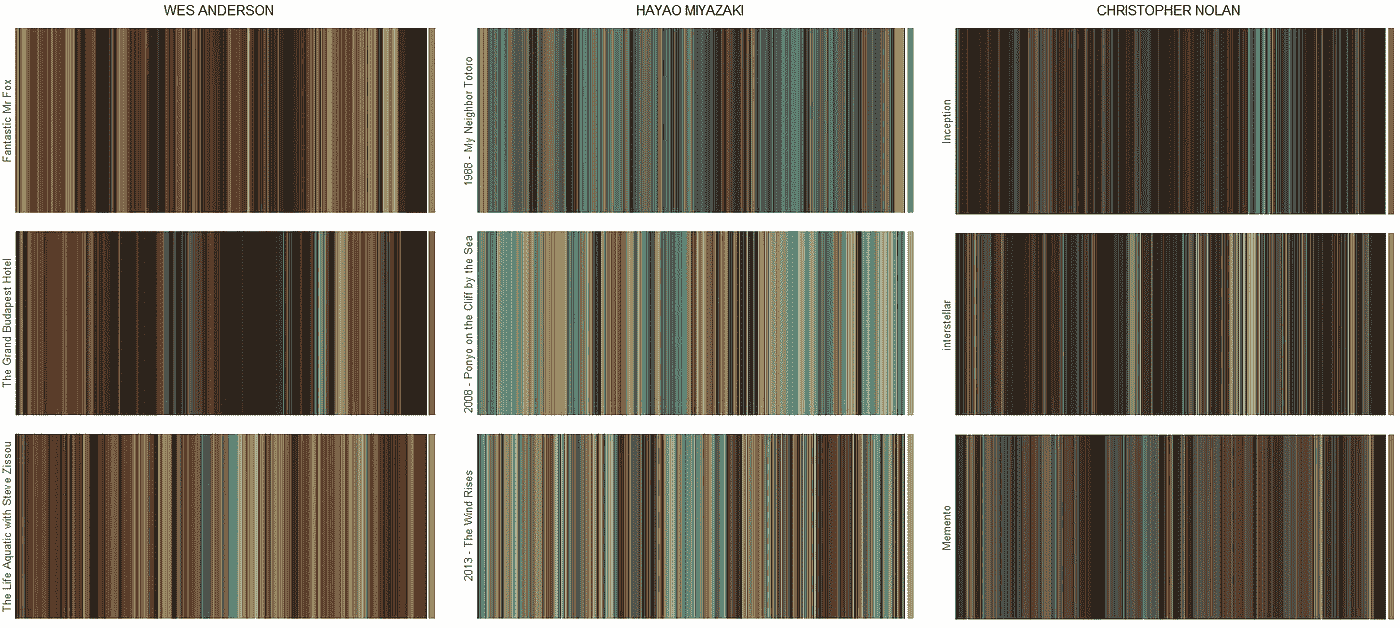 WES ANDERSON
HAYAO MIYAZAKI
CHRISTOPHER NOLAN
Fantastic Mr Fox
1988 - My Neighbor Totoro
Inception
The Grand Budapest Hotel
2008 - Ponyo on the Cliff by the Sea
interstellar
The Life Aquatic with Steve Zissou
2013 - The Wind Rises
Memento